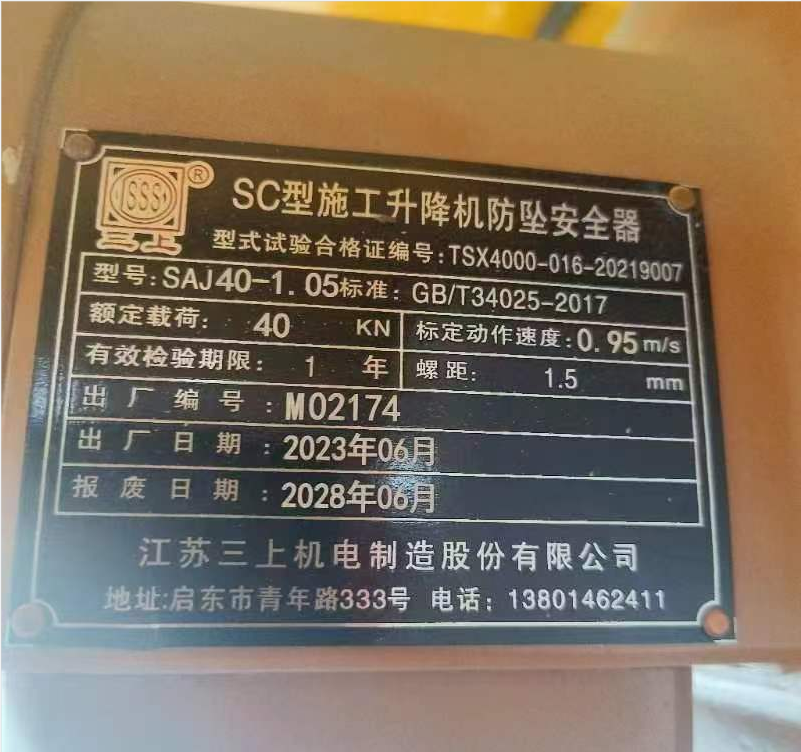 SSS
®
三上
SC型施工升降机防坠安全器
型式试验合格证编号:TSX4000-016-20219007
型号:SAJ40-1.05标准: GB/T34025-2017
额定载荷: 40 KN 标定动作速度:0.95m/s
有效检验期限: 1 年 螺距: 1.5 mm
出厂编号:M02174
出厂日期:2023年06月
报废日期:2028年06月
江苏三上机电制造股份有限公司
地址:启东市青年路333号 电话: 13801462411